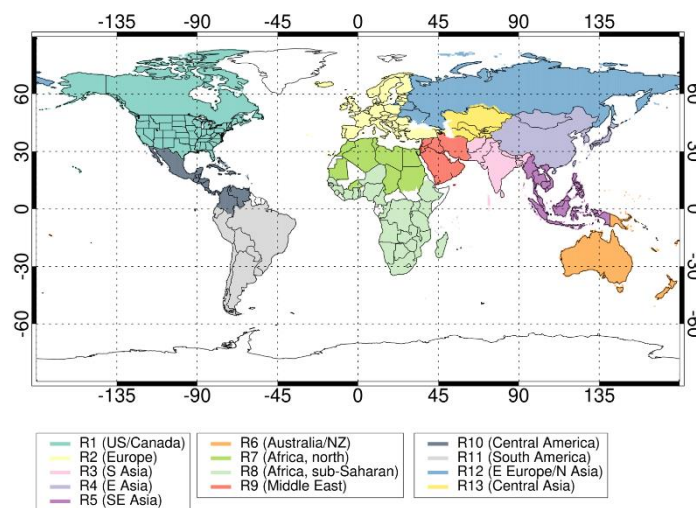 -135 -90 -45 0 45 90 135
60 60
30 30
0 0
-30 -30
-60 -60
-135 -90 -45 0 45 90 135
R1 (US/Canada)
R2 (Europe)
R3 (S Asia)
R4 (E Asia)
R5 (SE Asia)
R6 (Australia/NZ)
R7 (Africa, north)
R8 (Africa, sub-Saharan)
R9 (Middle East)
R10 (Central America)
R11 (South America)
R12 (E Europe/N Asia)
R13 (Central Asia)